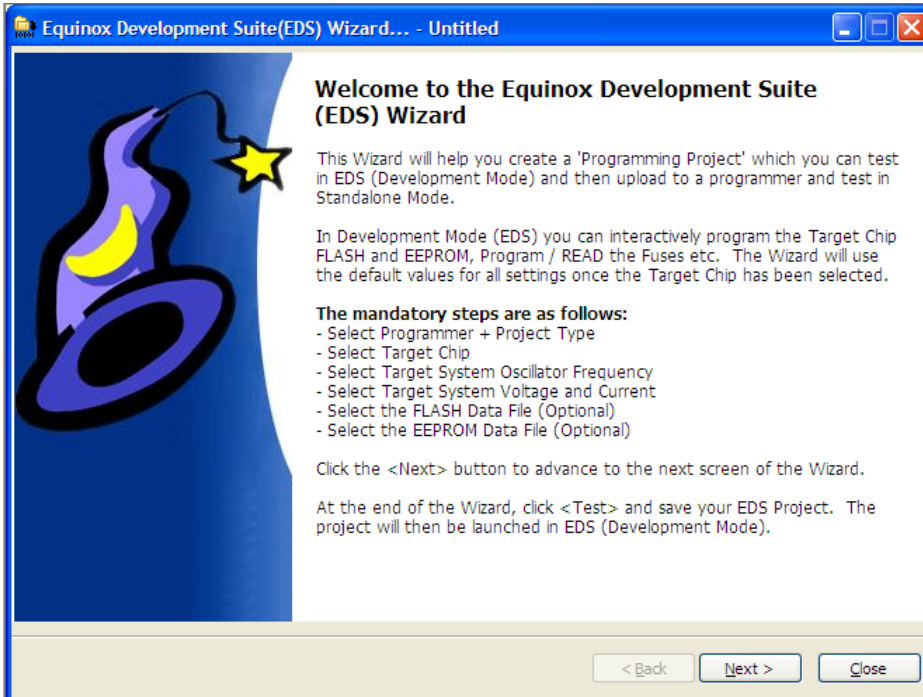 Equinox Development Suite(EDS) Wizard... - Untitled
Welcome to the Equinox Development Suite
(EDS) Wizard
This Wizard will help you create a 'Programming Project' which you can test
in EDS (Development Mode) and then upload to a programmer and test in
Standalone Mode.
In Development Mode (EDS) you can interactively program the Target Chip
FLASH and EEPROM, Program / READ the Fuses etc. The Wizard will use
the default values for all settings once the Target Chip has been selected.
The mandatory steps are as follows:
- Select Programmer + Project Type
- Select Target Chip
- Select Target System Oscillator Frequency
- Select Target System Voltage and Current
- Select the FLASH Data File (Optional)
- Select the EEPROM Data File (Optional)
Click the <Next> button to advance to the next screen of the Wizard.
At the end of the Wizard, click <Test> and save your EDS Project. The
project will then be launched in EDS (Development Mode).
< Back Next > Close